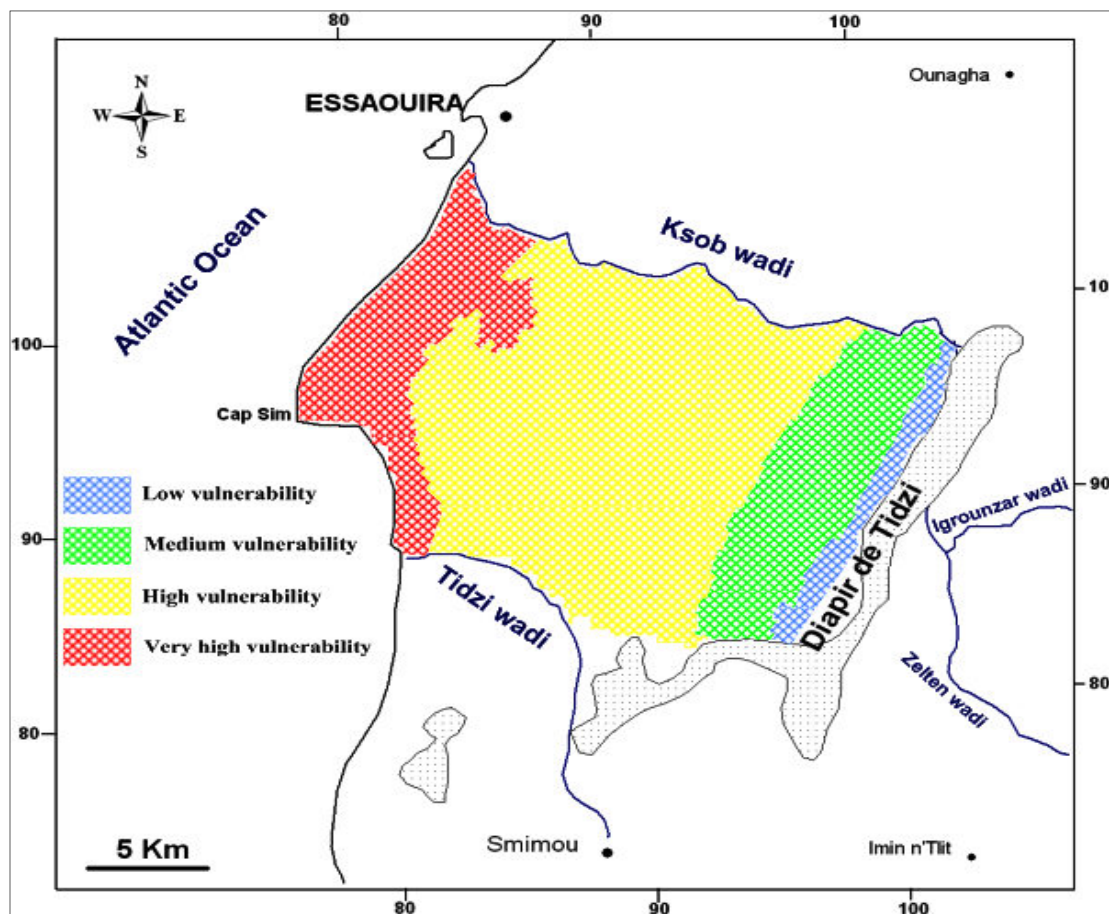 80 90 100
Ounagha
N
W E
S
ESSAOUIRA
Atlantic Ocean
Ksob wadi
10
100
Cap Sim
Low vulnerability
Medium vulnerability
High vulnerability
Very high vulnerability
90
Igrounzar wadi
90
Tidzi wadi
Diapir de Tidzi
Zelten wadi
80
80
5 Km
Smimou
Imin n'Tlit
80 90 100